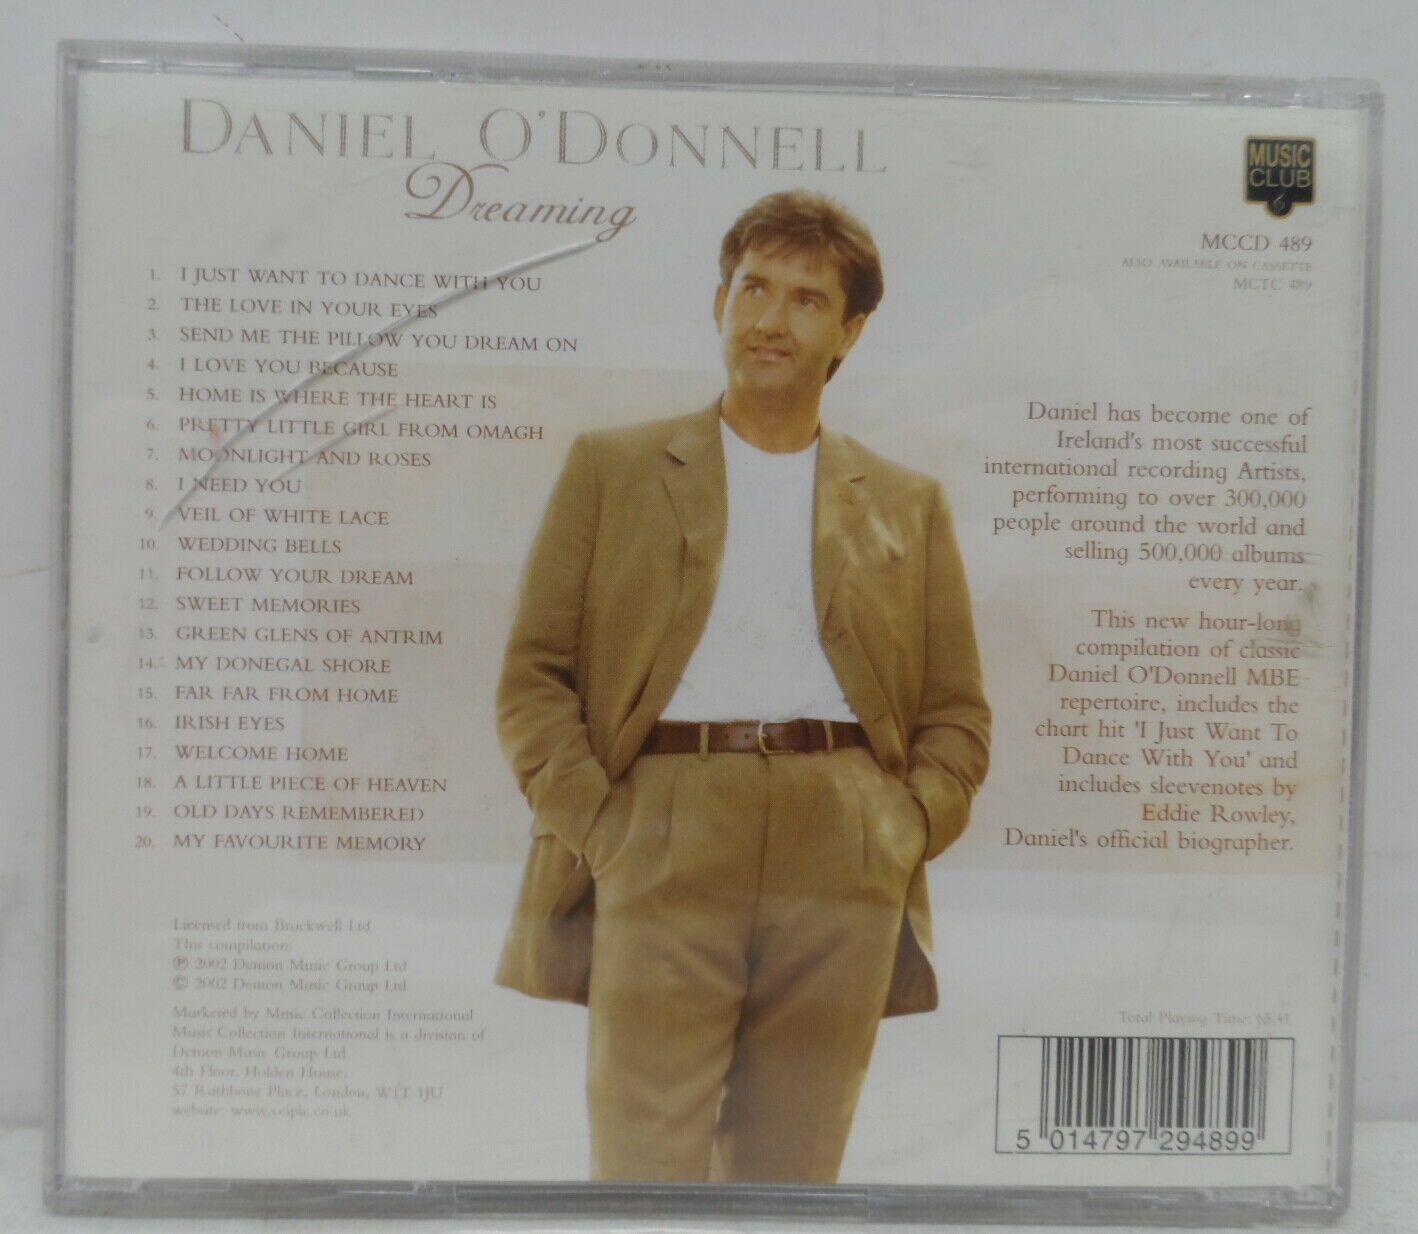 DANIEL O'DONNELL
Dreaming
1. I JUST WANT TO DANCE WITH YOU
2. THE LOVE IN YOUR EYES
3. SEND ME THE PILLOW YOU DREAM ON
4. I LOVE YOU BECAUSE
5. HOME IS WHERE THE HEART IS
6. PRETTY LITTLE GIRL FROM OMAGH
7. MOONLIGHT AND ROSES
8. I NEED YOU
9. VEIL OF WHITE LACE
10. WEDDING BELLS
11. FOLLOW YOUR DREAM
12. SWEET MEMORIES
13. GREEN GLENS OF ANTRIM
14. MY DONEGAL SHORE
15. FAR FAR FROM HOME
16. IRISH EYES
17. WELCOME HOME
18. A LITTLE PIECE OF HEAVEN
19. OLD DAYS REMEMBERED
20. MY FAVOURITE MEMORY
Licensed from Brockwell Ltd
This compilation:
℗ 2002 Demon Music Group Ltd
© 2002 Demon Music Group Ltd
Marketed by Music Collection International
Music Collection International is a division of
Demon Music Group Ltd.
4th Floor, Holden House,
57 Rathbone Place, London, W1T 1JU
website: www.vciplc.co.uk
MUSIC
CLUB
MCCD 489
ALSO AVAILABLE ON CASSETTE
MCTC 489
Daniel has become one of
Ireland's most successful
international recording Artists,
performing to over 300,000
people around the world and
selling 500,000 albums
every year.
This new hour-long
compilation of classic
Daniel O'Donnell MBE
repertoire, includes the
chart hit 'I Just Want To
Dance With You' and
includes sleevenotes by
Eddie Rowley,
Daniel's official biographer.
Total Playing Time: 65:41
5 014797 294899